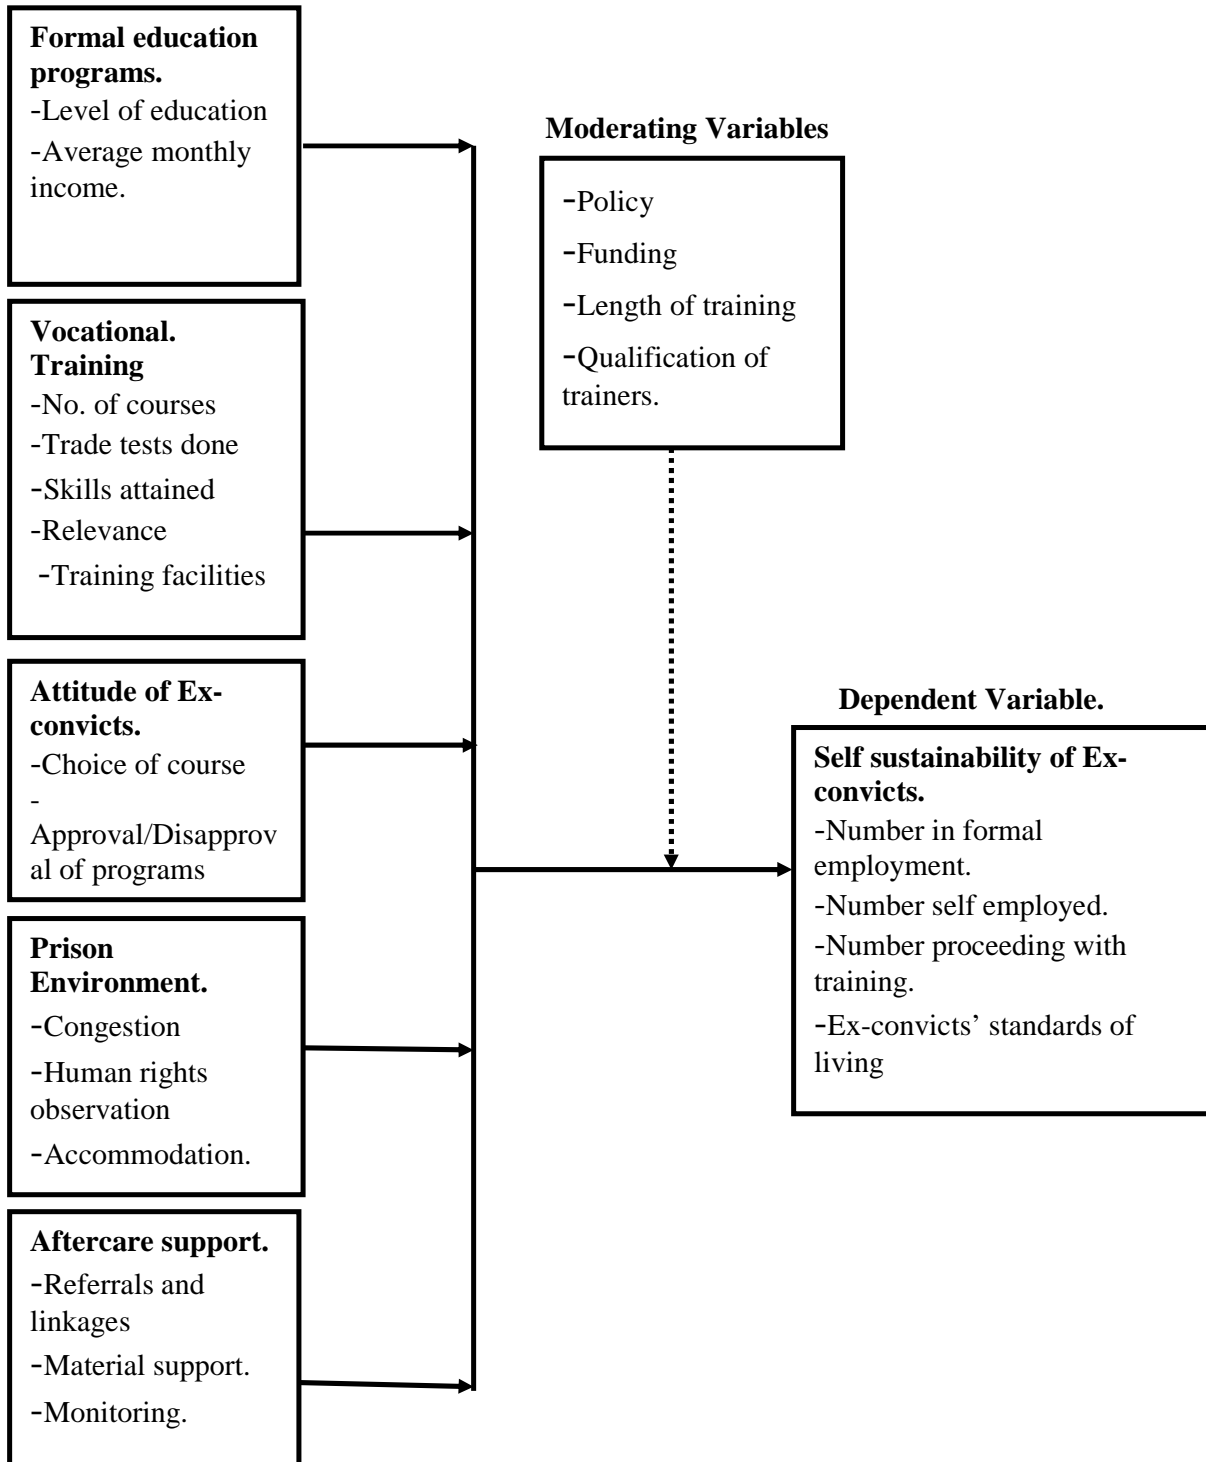 Formal education
programs.
-Level of education
-Average monthly
income.
Vocational.
Training
-No. of courses
-Trade tests done
-Skills attained
-Relevance
-Training facilities
Attitude of Ex-
convicts.
-Choice of course
-
Approval/Disapprov
al of programs
Prison
Environment.
-Congestion
-Human rights
observation
-Accommodation.
Aftercare support.
-Referrals and
linkages
-Material support.
-Monitoring.
Moderating Variables
-Policy
-Funding
-Length of training
-Qualification of
trainers.
Dependent Variable.
Self sustainability of Ex-
convicts.
-Number in formal
employment.
-Number self employed.
-Number proceeding with
training.
-Ex-convicts’ standards of
living